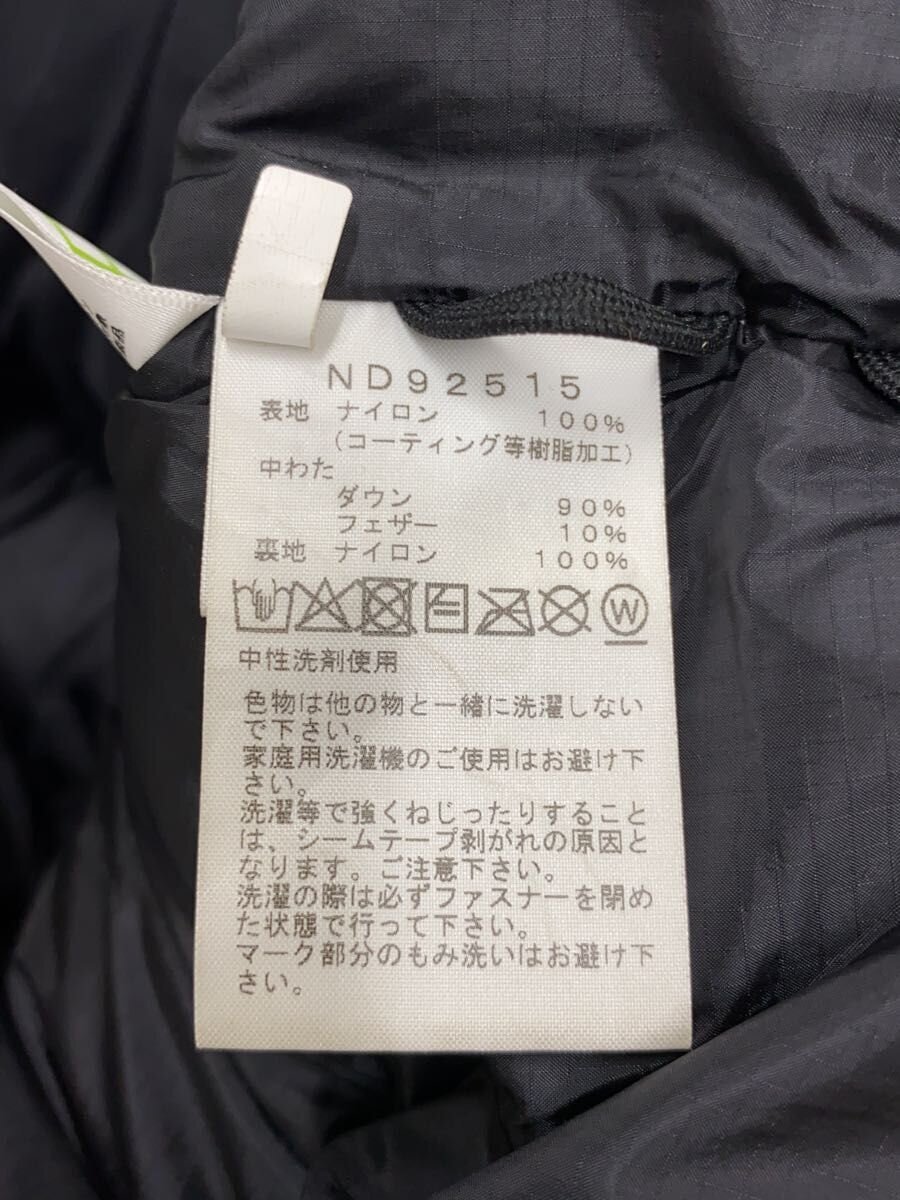 ND92515
表地 ナイロン 100%
(コーティング等樹脂加工)
中わた
ダウン 90%
フェザー 10%
裏地 ナイロン 100%
W
中性洗剤使用
色物は他の物と一緒に洗濯しない
で下さい。
家庭用洗濯機のご使用はお避け下
さい。
洗濯等で強くねじったりすること
は、シームテープ剥がれの原因と
なります。ご注意下さい。
洗濯の際は必ずファスナーを閉め
た状態で行って下さい。
マーク部分のもみ洗いはお避け下
さい。